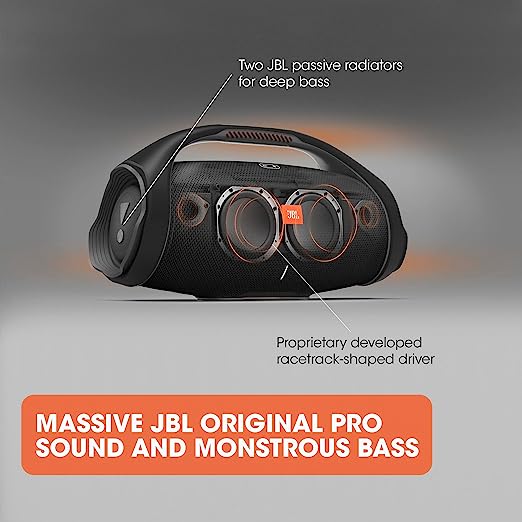 Two JBL passive radiators
for deep bass
JBL
Proprietary developed
racetrack-shaped driver
MASSIVE JBL ORIGINAL PRO
SOUND AND MONSTROUS BASS